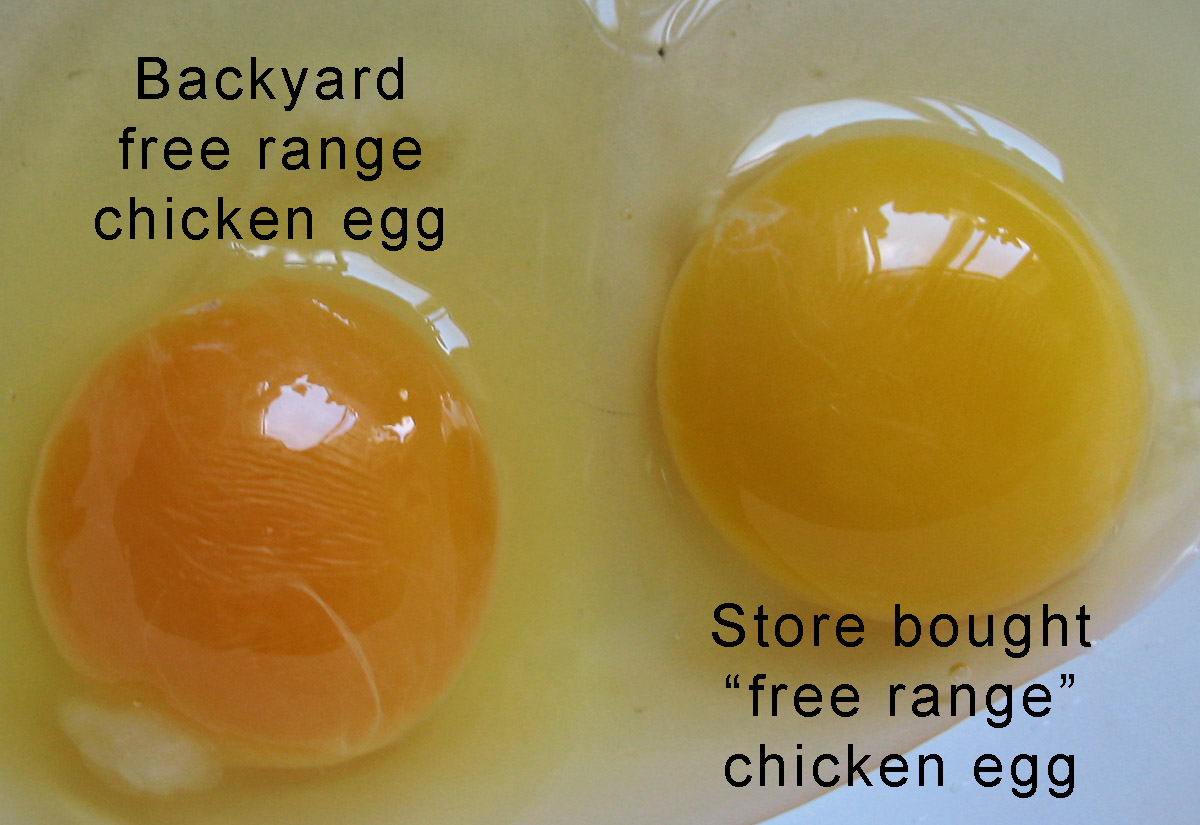 Backyard
free range
chicken egg
Store bought
“free range”
chicken egg